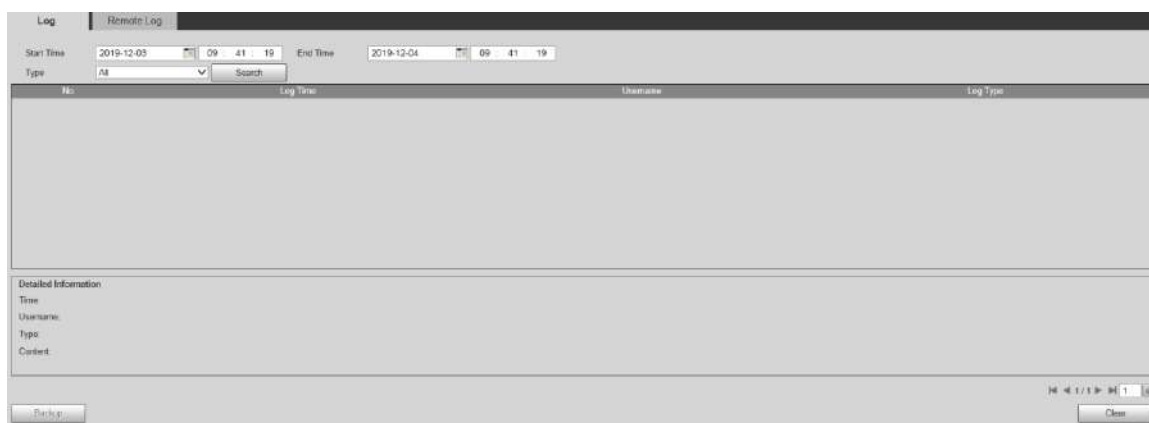 Log Remote Log
Start Time 2019-12-03 09 : 41 : 19 End Time 2019-12-04 09 : 41 : 19
Type All Search
No. Log Time Username Log Type
Detailed Information
Time
Username:
Type:
Content:
1 / 1 1
Backup Clear